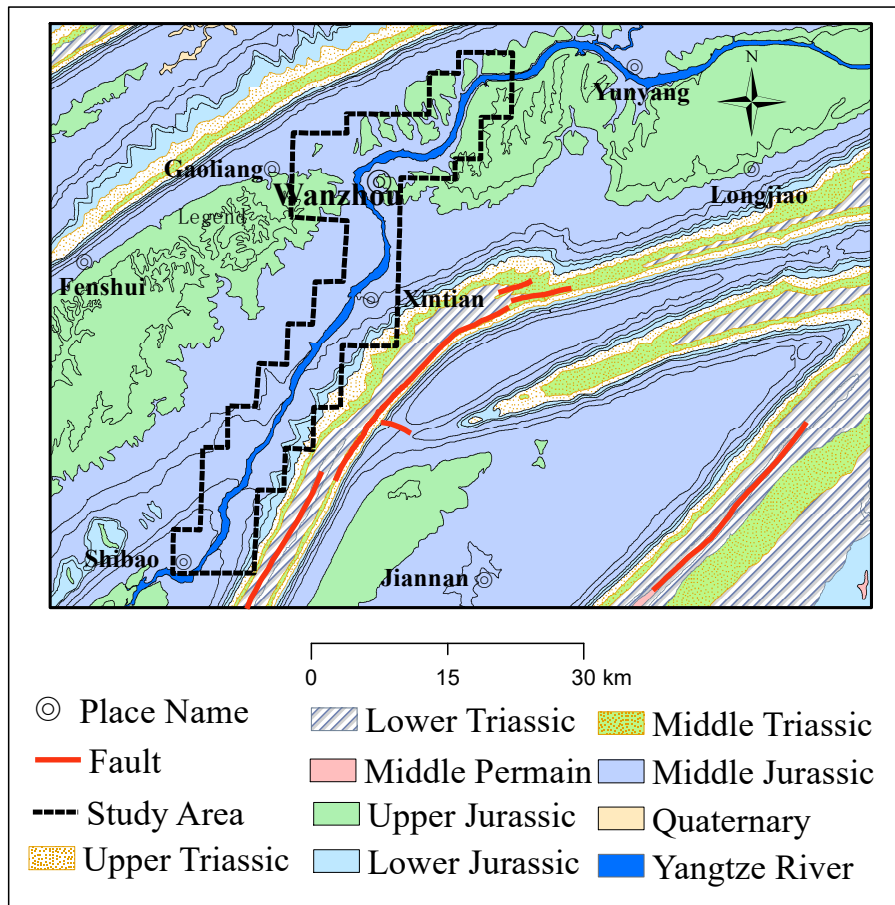 N
Yunyang
Gaoliang
Wanzhou
Longjiao
Legend
Fenshui
Xintian
Shibao
Jiannan
0 15 30 km
Place Name
Lower Triassic
Middle Triassic
Fault
Middle Permain
Middle Jurassic
Study Area
Upper Jurassic
Quaternary
Upper Triassic
Lower Jurassic
Yangtze River